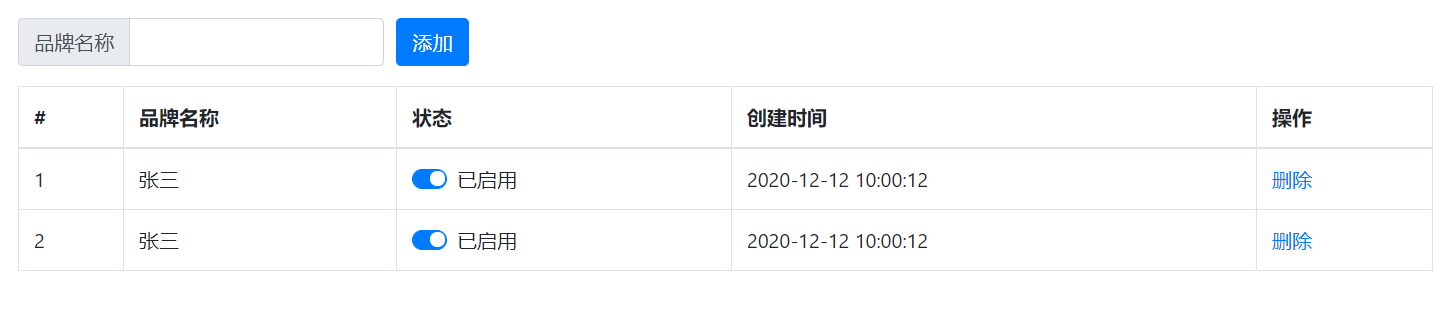 品牌名称 添加
# 品牌名称 状态 创建时间 操作
1 张三 已启用 2020-12-12 10:00:12 删除
2 张三 已启用 2020-12-12 10:00:12 删除